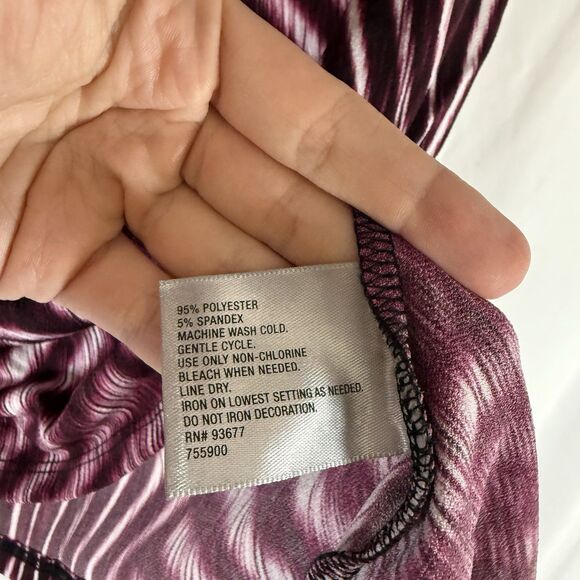 95% POLYESTER
5% SPANDEX
MACHINE WASH COLD.
GENTLE CYCLE.
USE ONLY NON-CHLORINE
BLEACH WHEN NEEDED.
LINE DRY.
IRON ON LOWEST SETTING AS NEEDED.
DO NOT IRON DECORATION.
RN# 93677
755900